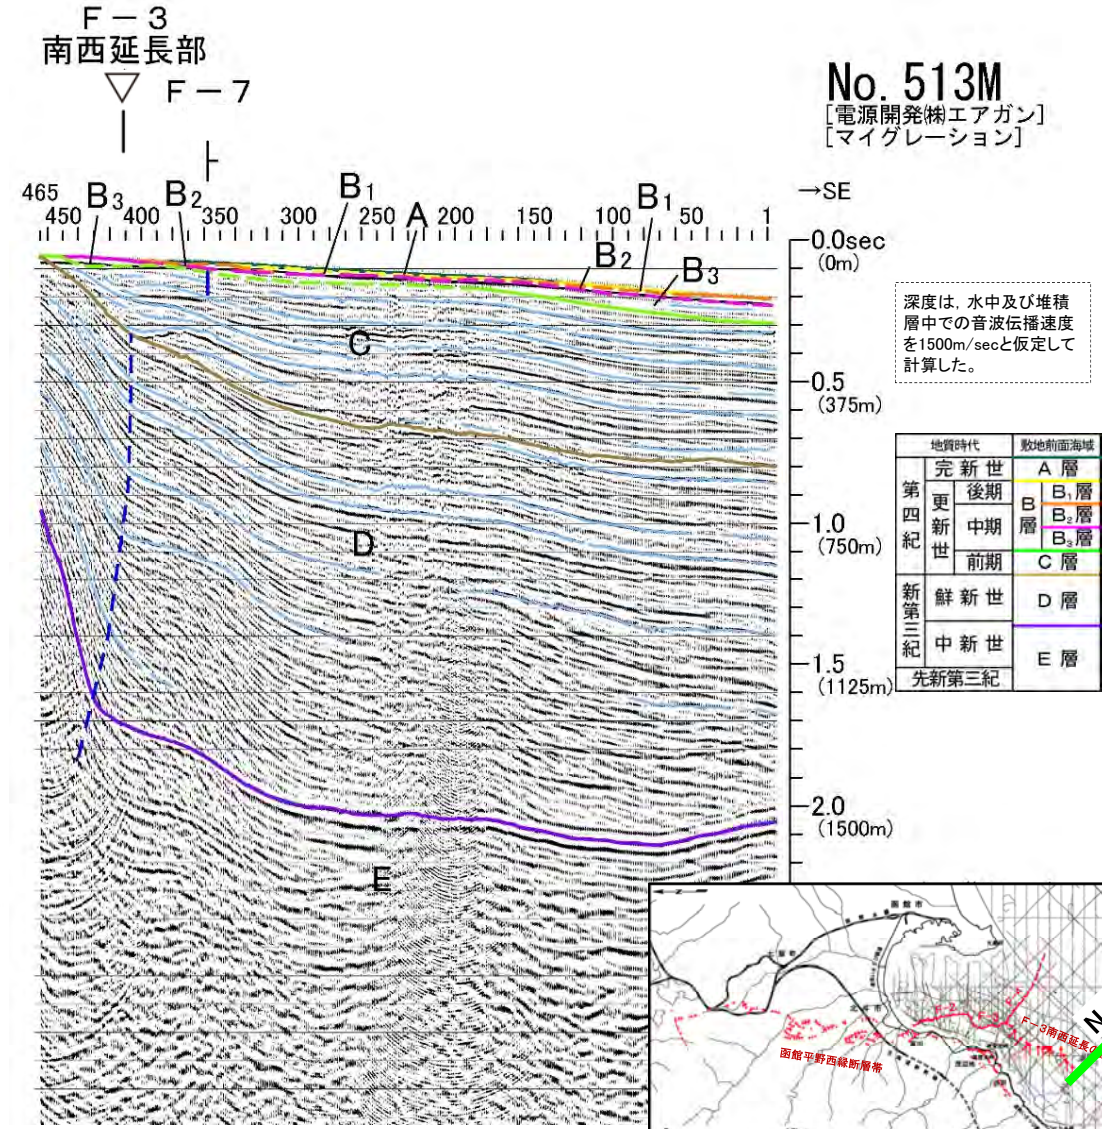 F－3
南西延長部
F－7
No. 513M
[電源開発㈱エアガン]
[マイグレーション]
→SE
465
B3
B2
B1
A
B1
450 400 350 300 250 200 150 100 50 1
B2
B3
C
D
E
0.0sec
(0m)
0.5
(375m)
1.0
(750m)
1.5
(1125m)
2.0
(1500m)
深度は，水中及び堆積
層中での音波伝播速度
を1500m/secと仮定して
計算した。
地質時代 敷地前面海域
第四紀 完新世 A層
更新世 後期 B層 B1層
中期 B2層
B3層
前期 C層
新第三紀 鮮新世 D層
中新世 E層
先新第三紀
函館市
F-2
F-3
F-4
F-3南西延長
函館平野西縁断層帯
N